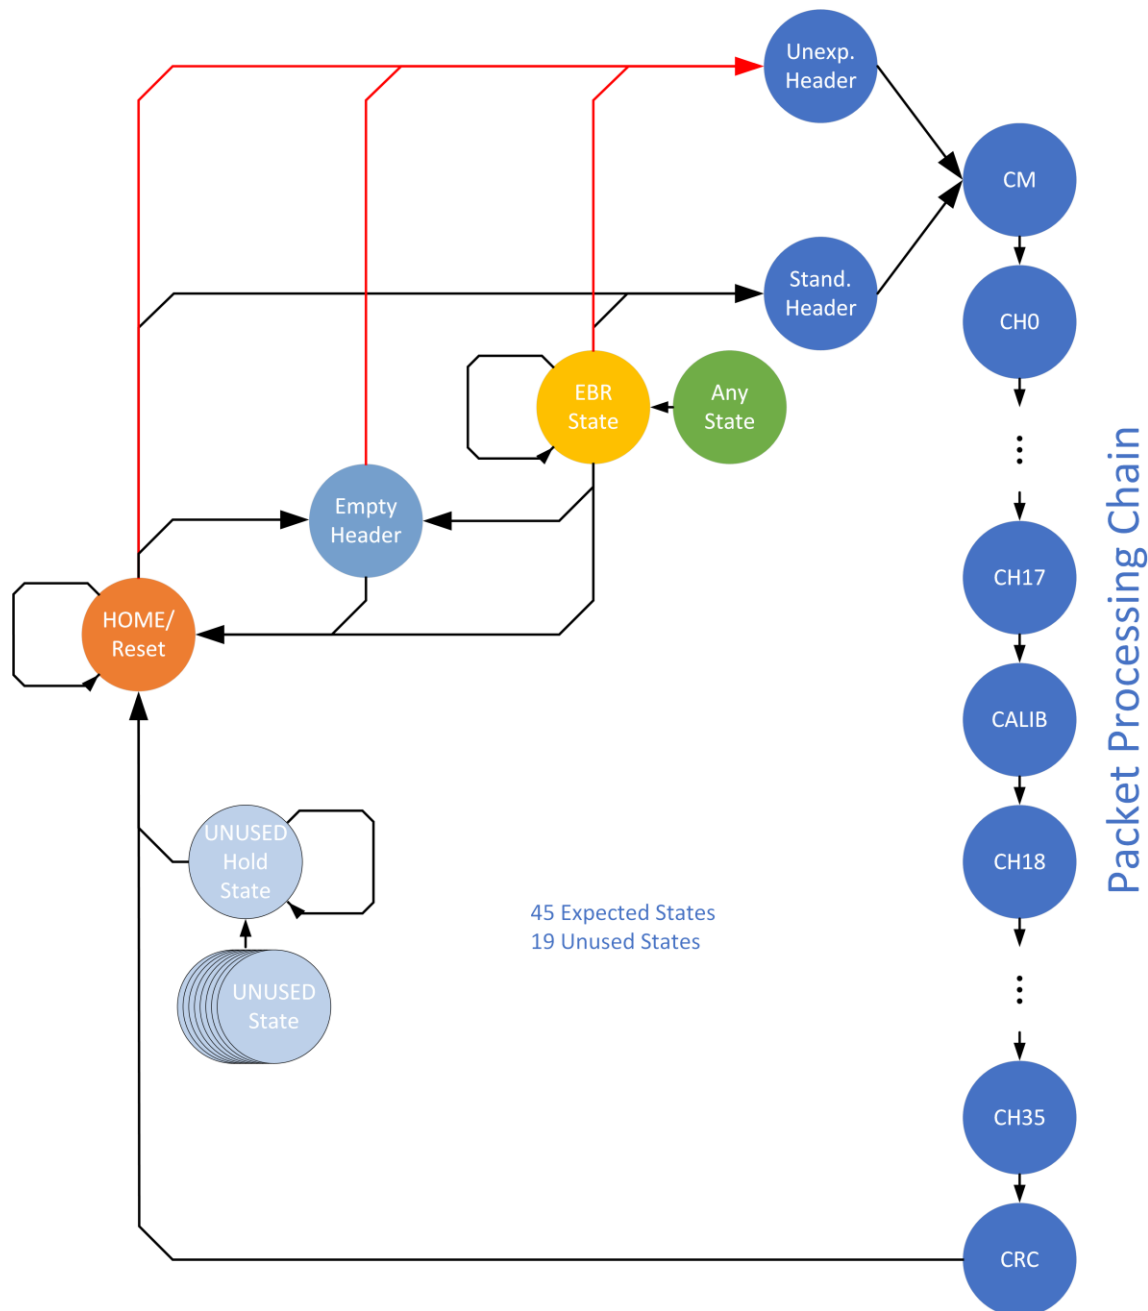 Unexp.
Header
CM
Stand.
Header
CH0
EBR
State
Any
State
...
Empty
Header
CH17
HOME/
Reset
CALIB
UNUSED
Hold
State
CH18
45 Expected States
19 Unused States
UNUSED
State
...
CH35
CRC
Packet Processing Chain